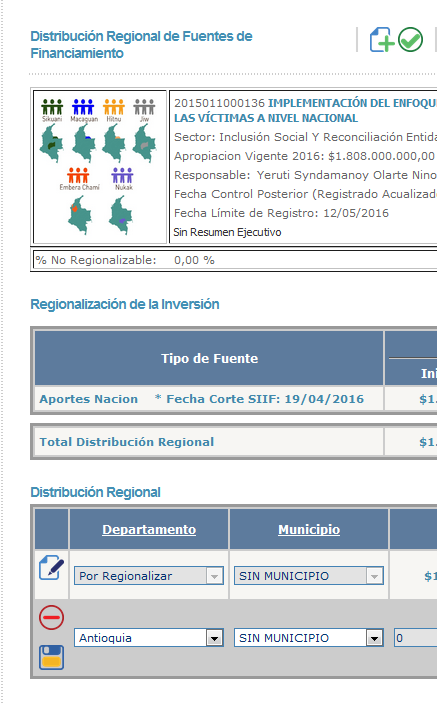 Distribución Regional de Fuentes de
Financiamiento
Sikuani Macaguan Hitnu Jiw
Embera Chamí Nukak
2015011000136 IMPLEMENTACIÓN DEL ENFOQU
LAS VÍCTIMAS A NIVEL NACIONAL
Sector: Inclusión Social Y Reconciliación Entida
Apropiacion Vigente 2016: $1.808.000.000,00
Responsable: Yeruti Syndamanoy Olarte Nino
Fecha Control Posterior (Registrado Acualizad
Fecha Límite de Registro: 12/05/2016
Sin Resumen Ejecutivo
% No Regionalizable: 0,00 %
Regionalización de la Inversión
Tipo de Fuente
Ini
Aportes Nacion * Fecha Corte SIIF: 19/04/2016 $1.
Total Distribución Regional $1.
Distribución Regional
Departamento Municipio
Por Regionalizar SIN MUNICIPIO $1
Antioquia SIN MUNICIPIO 0